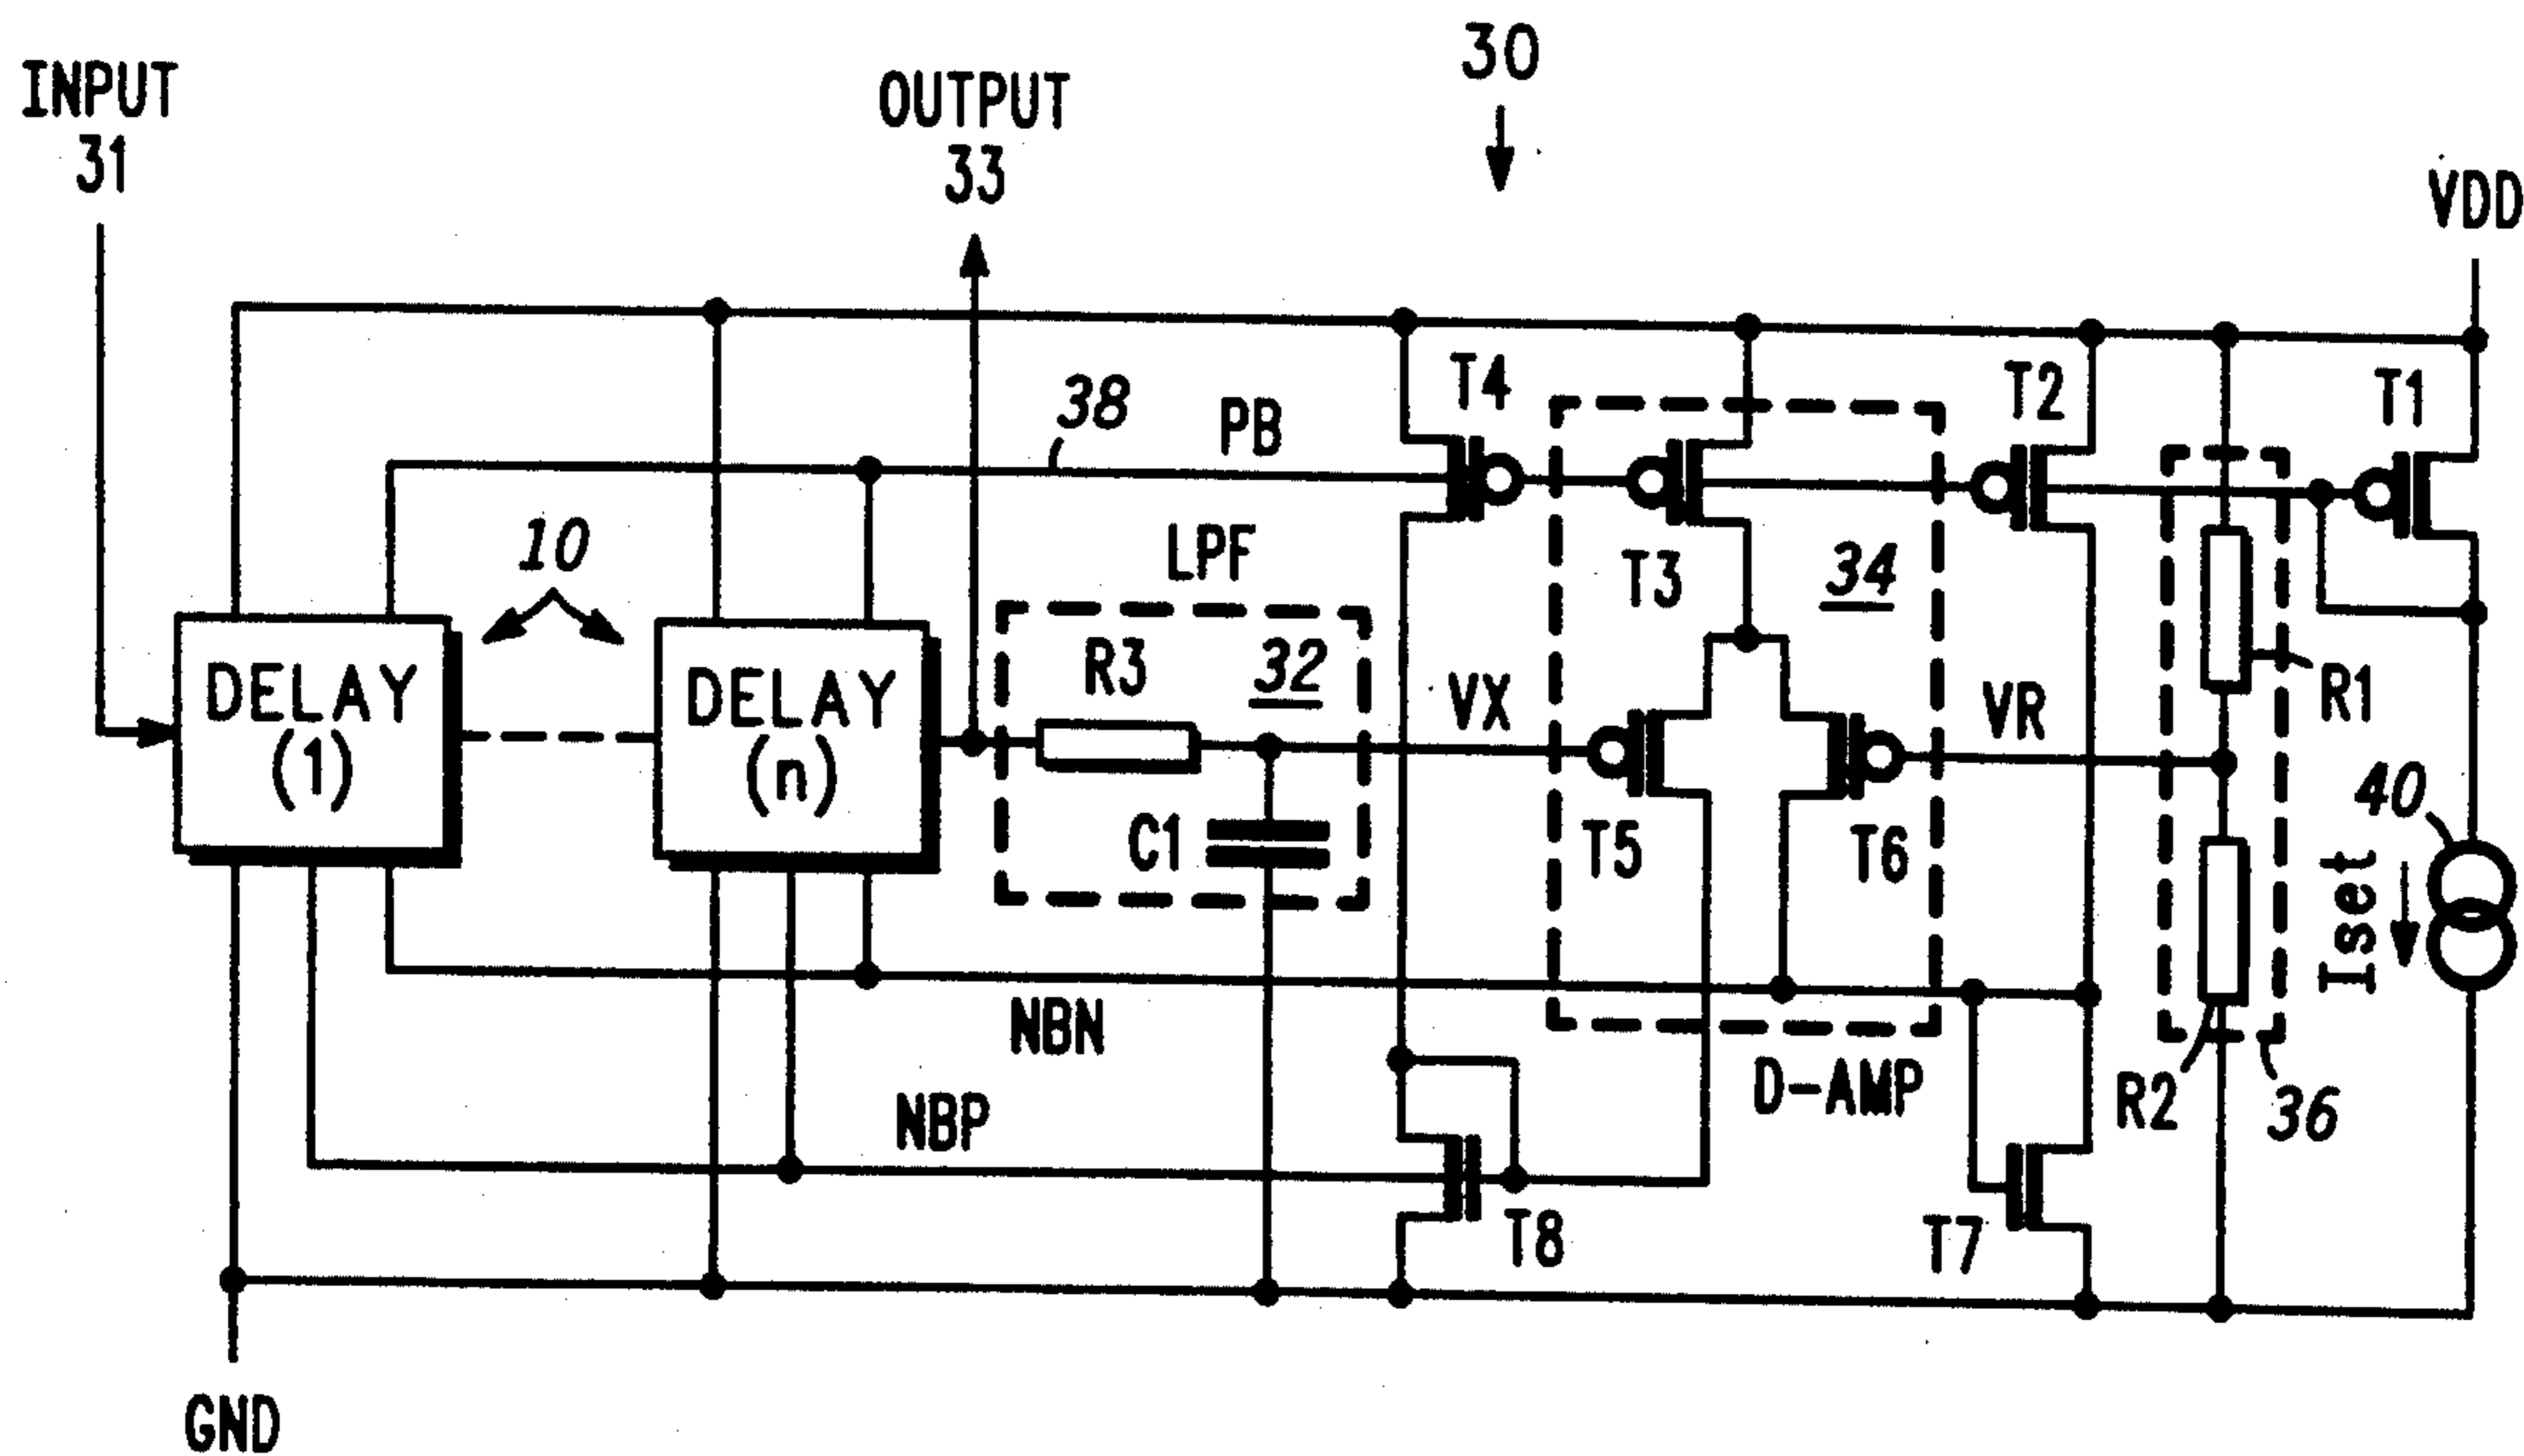 30
INPUT
31
OUTPUT
33
VDD
T4
T2
T1
38
PB
10
LPF
T3
34
DELAY
(1)
DELAY
(n)
R3
32
VX
VR
R1
C1
T5
T6
40
Iset
NBN
D-AMP
R2
36
NBP
T8
T7
GND